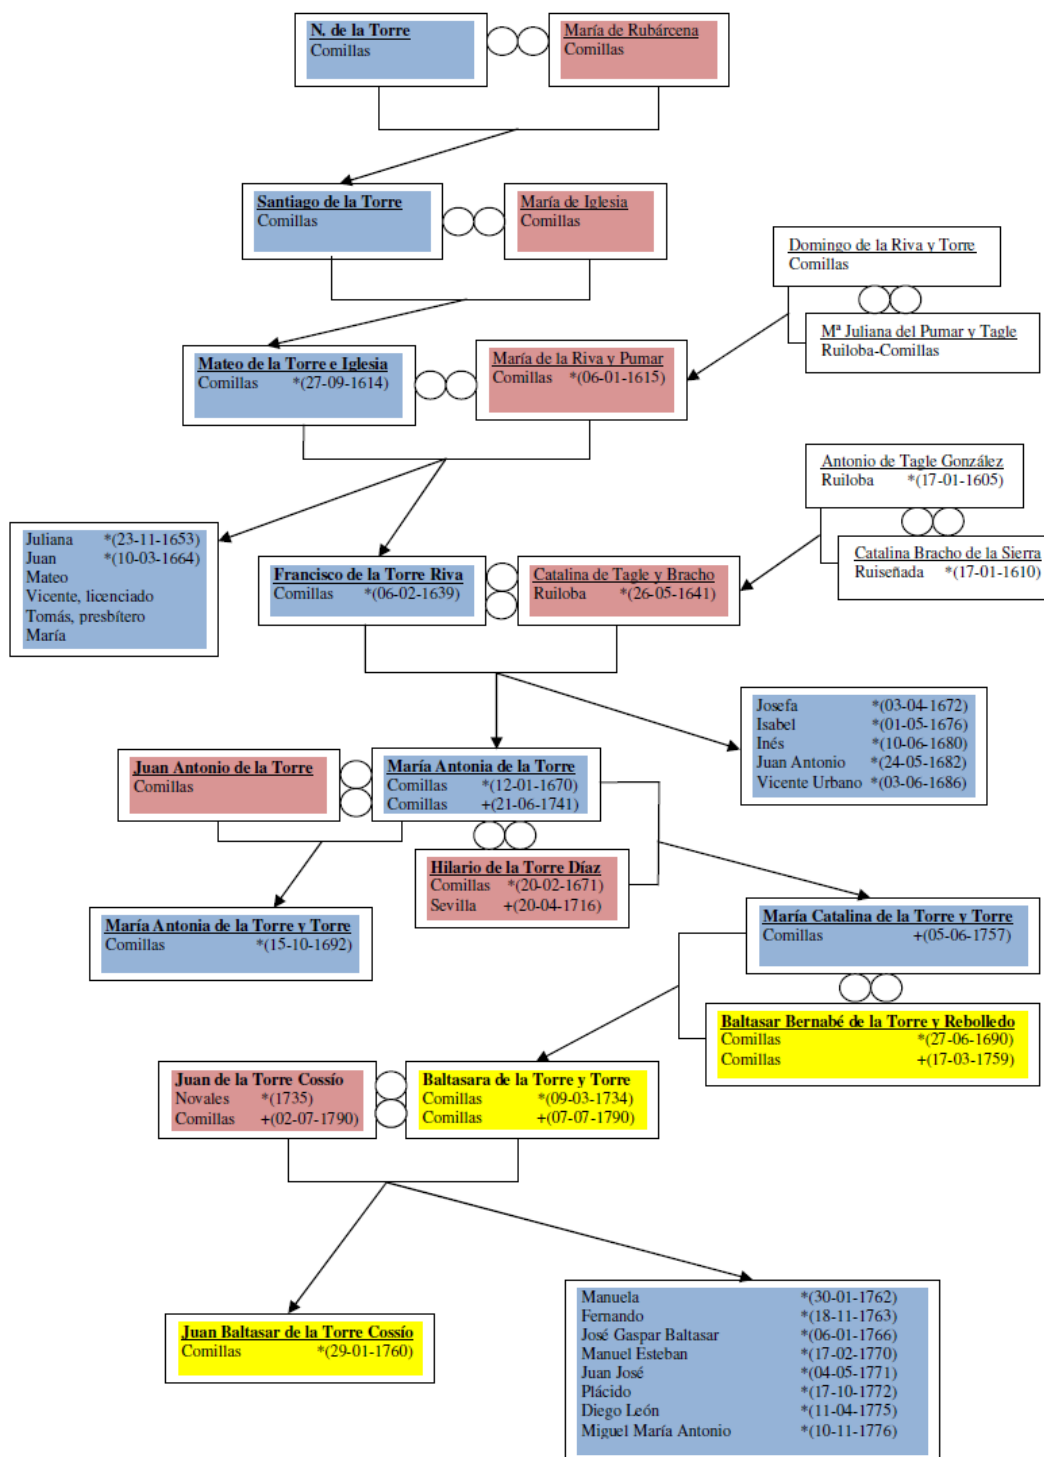 N. de la Torre
Comillas
María de Rubárcena
Comillas
Santiago de la Torre
Comillas
María de Iglesia
Comillas
Domingo de la Riva y Torre
Comillas
Mª Juliana del Pumar y Tagle
Ruiloba-Comillas
Mateo de la Torre e Iglesia
Comillas *(27-09-1614)
María de la Riva y Pumar
Comillas *(06-01-1615)
Antonio de Tagle González
Ruiloba *(17-01-1605)
Catalina Bracho de la Sierra
Ruiseñada *(17-01-1610)
Juliana *(23-11-1653)
Juan *(10-03-1664)
Mateo
Vicente, licenciado
Tomás, presbítero
María
Francisco de la Torre Riva
Comillas *(06-02-1639)
Catalina de Tagle y Bracho
Ruiloba *(26-05-1641)
Josefa *(03-04-1672)
Isabel *(01-05-1676)
Inés *(10-06-1680)
Juan Antonio *(24-05-1682)
Vicente Urbano *(03-06-1686)
Juan Antonio de la Torre
Comillas
María Antonia de la Torre
Comillas *(12-01-1670)
Comillas +(21-06-1741)
Hilario de la Torre Díaz
Comillas *(20-02-1671)
Sevilla +(20-04-1716)
María Antonia de la Torre y Torre
Comillas *(15-10-1692)
María Catalina de la Torre y Torre
Comillas +(05-06-1757)
Baltasar Bernabé de la Torre y Rebolledo
Comillas *(27-06-1690)
Comillas +(17-03-1759)
Juan de la Torre Cossío
Novales *(1735)
Comillas +(02-07-1790)
Baltasara de la Torre y Torre
Comillas *(09-03-1734)
Comillas +(07-07-1790)
Juan Baltasar de la Torre Cossío
Comillas *(29-01-1760)
Manuela *(30-01-1762)
Fernando *(18-11-1763)
José Gaspar Baltasar *(06-01-1766)
Manuel Esteban *(17-02-1770)
Juan José *(04-05-1771)
Plácido *(17-10-1772)
Diego León *(11-04-1775)
Miguel María Antonio *(10-11-1776)